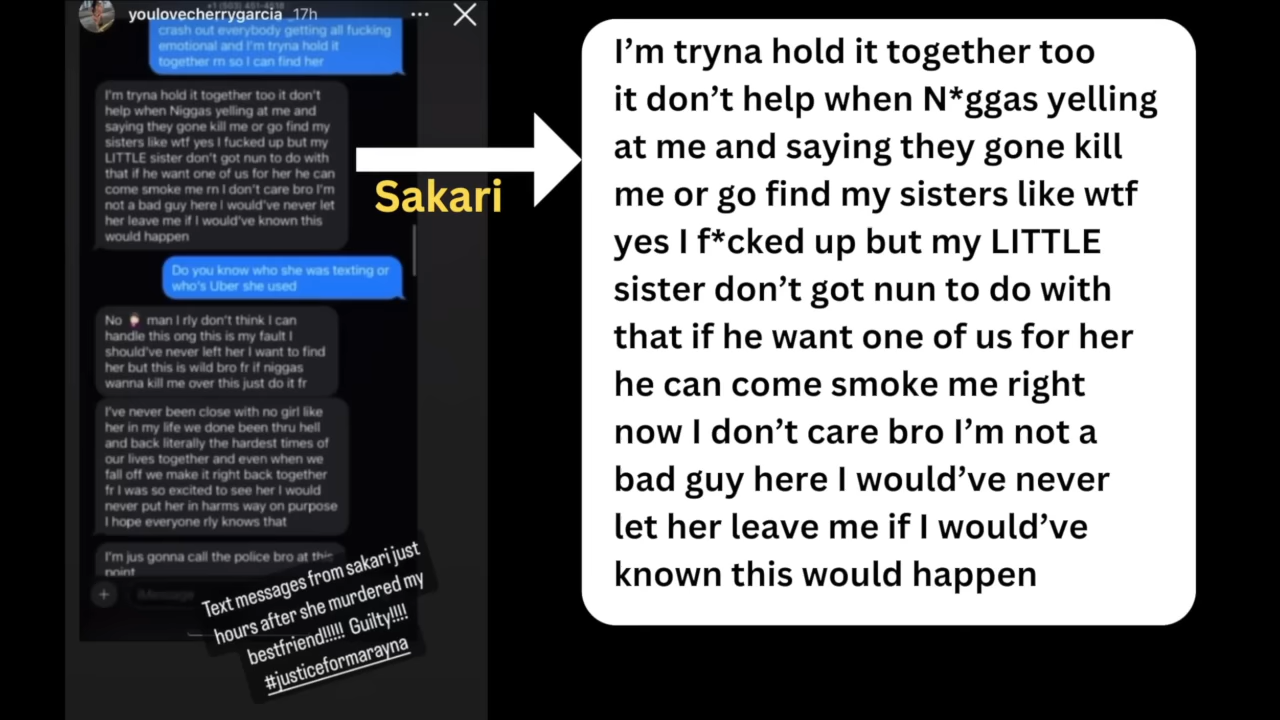 +1 (503) 451-4618
youlovecherrygarcia 17h
crash out everybody getting all fucking
emotional and I'm tryna hold it
together rn so I can find her
I'm tryna hold it together too it don't
help when Niggas yelling at me and
saying they gone kill me or go find my
sisters like wtf yes I fucked up but my
LITTLE sister don't got nun to do with
that if he want one of us for her he can
come smoke me rn I don't care bro I'm
not a bad guy here I would've never let
her leave me if I would've known this
would happen
Do you know who she was texting or
who's Uber she used
No 🤦🏻‍♀️ man I rly don't think I can
handle this ong this is my fault I
should've never left her I want to find
her but this is wild bro fr if niggas
wanna kill me over this just do it fr
I've never been close with no girl like
her in my life we done been thru hell
and back literally the hardest times of
our lives together and even when we
fall off we make it right back together
fr I was so excited to see her I would
never put her in harms way on purpose
I hope everyone rly knows that
I'm jus gonna call the police bro at this
point
iMessage
Text messages from sakari just
hours after she murdered my
bestfriend!!!!! Guilty!!!!
#justiceformarayna
Sakari
I'm tryna hold it together too
it don't help when N*ggas yelling
at me and saying they gone kill
me or go find my sisters like wtf
yes I f*cked up but my LITTLE
sister don't got nun to do with
that if he want one of us for her
he can come smoke me right
now I don't care bro I'm not a
bad guy here I would've never
let her leave me if I would've
known this would happen